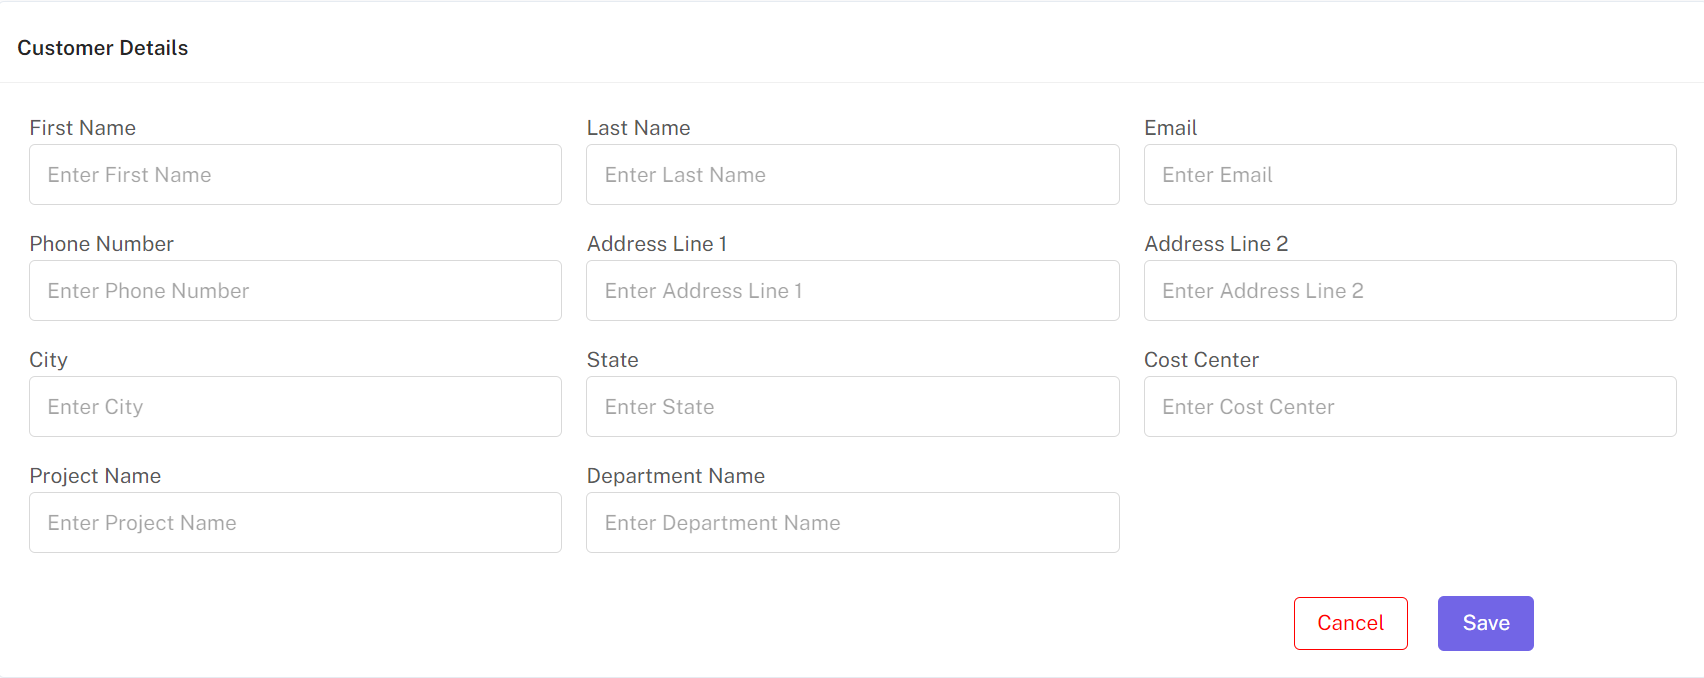 Customer Details
First Name Last Name Email
Enter First Name Enter Last Name Enter Email
Phone Number Address Line 1 Address Line 2
Enter Phone Number Enter Address Line 1 Enter Address Line 2
City State Cost Center
Enter City Enter State Enter Cost Center
Project Name Department Name
Enter Project Name Enter Department Name
Cancel Save